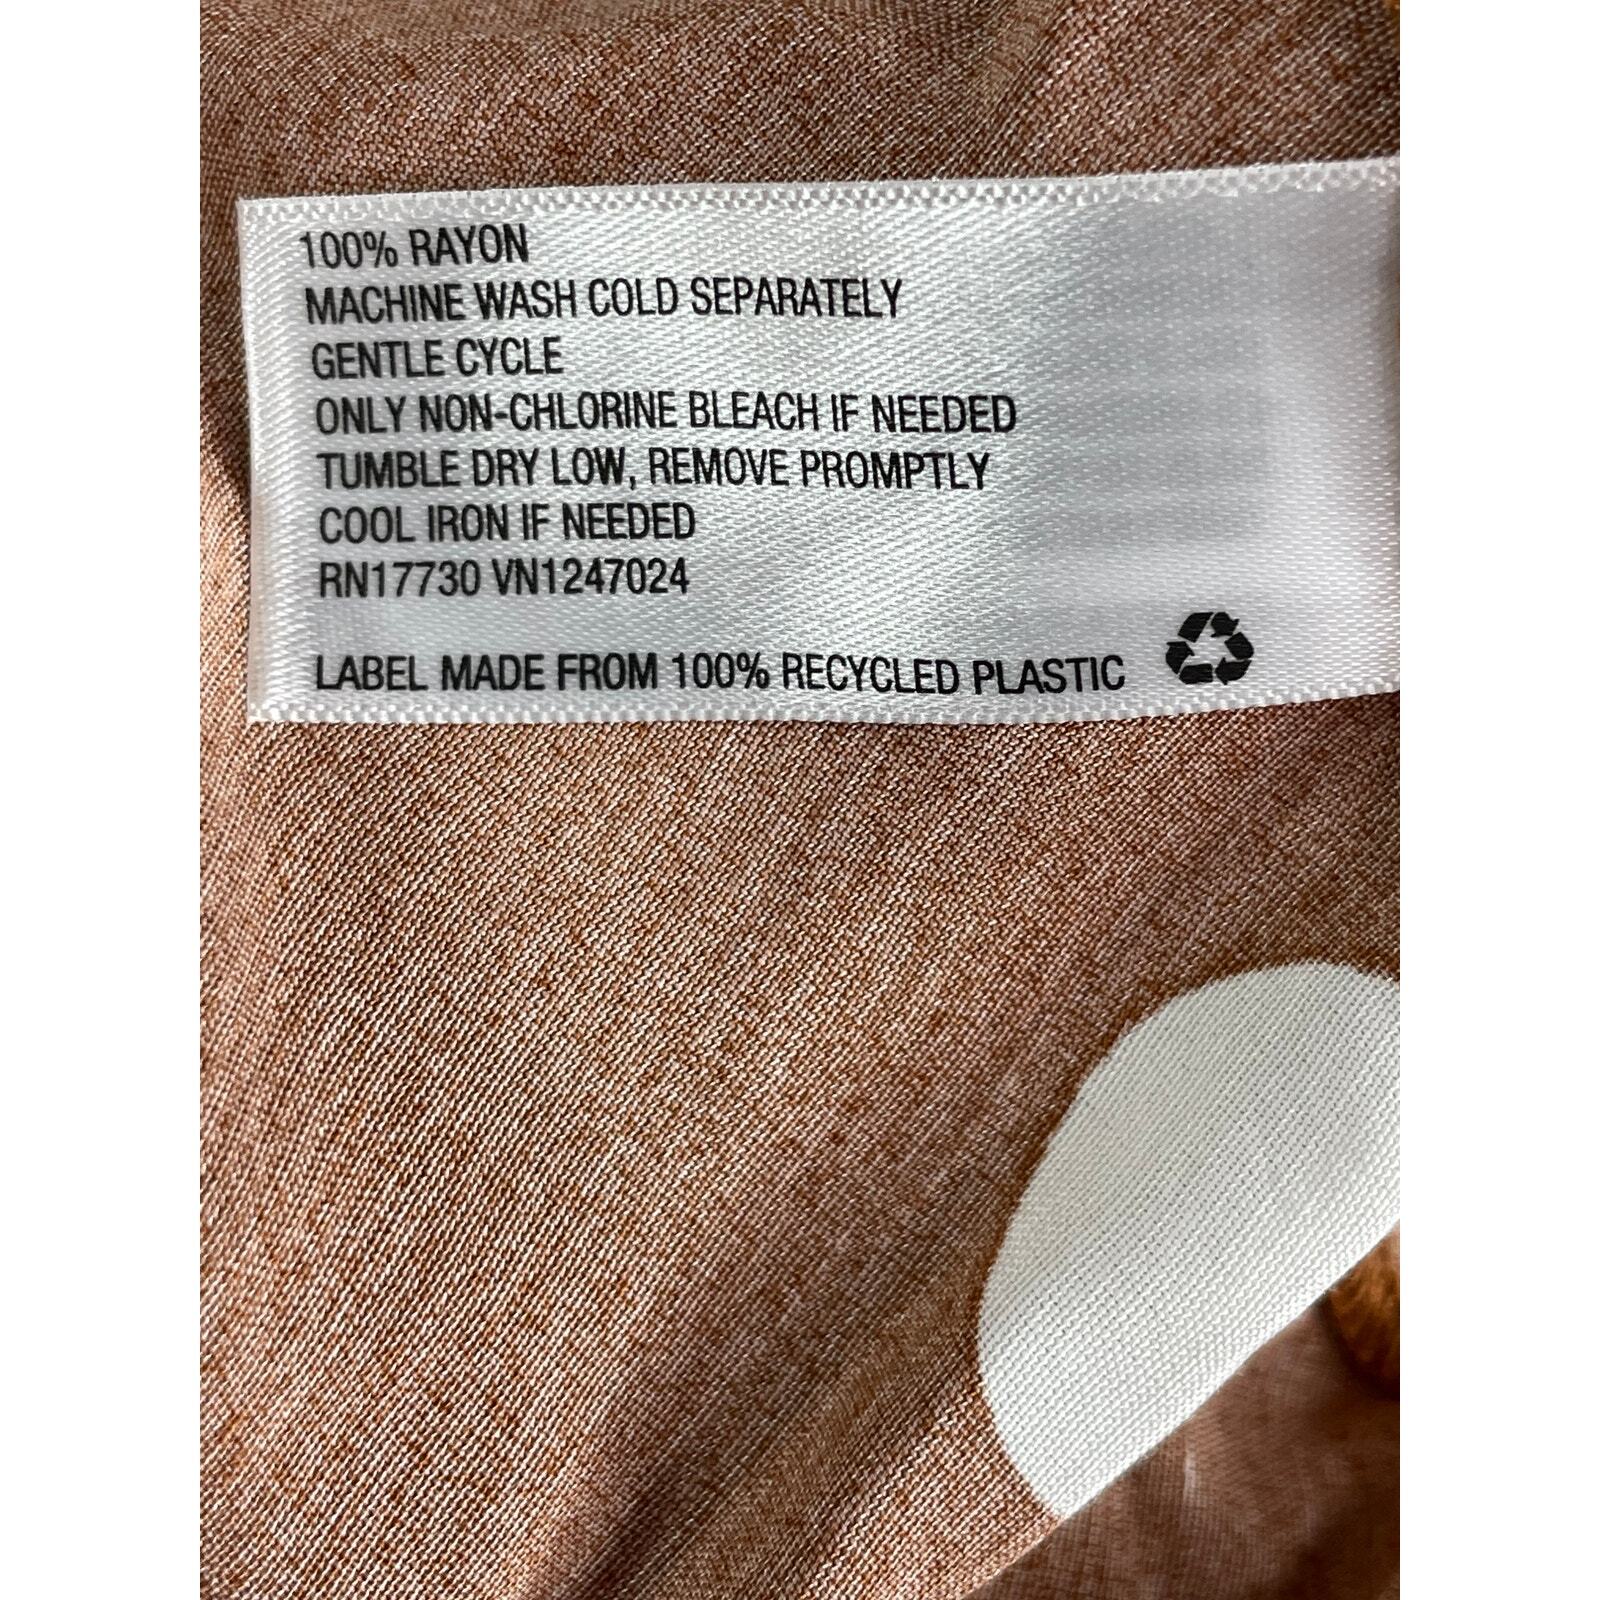 100% RAYON
MACHINE WASH COLD SEPARATELY
GENTLE CYCLE
ONLY NON-CHLORINE BLEACH IF NEEDED
TUMBLE DRY LOW, REMOVE PROMPTLY
COOL IRON IF NEEDED
RN17730 VN1247024
LABEL MADE FROM 100% RECYCLED PLASTIC